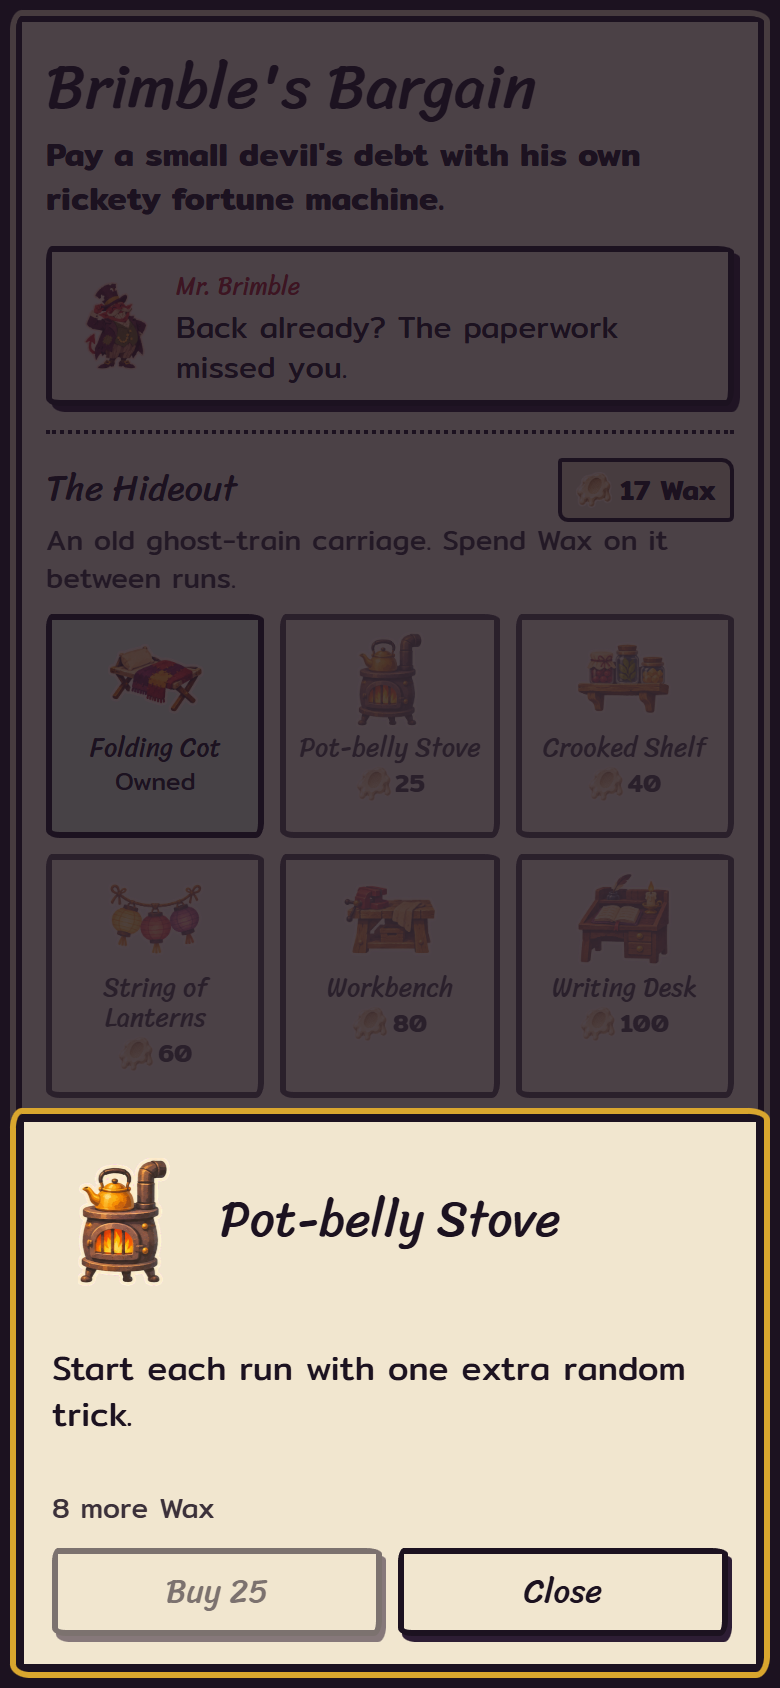 Brimble's Bargain
Pay a small devil's debt with his own
rickety fortune machine.
Mr. Brimble
Back already? The paperwork
missed you.
The Hideout
17 Wax
An old ghost-train carriage. Spend Wax on it
between runs.
Folding Cot
Owned
Pot-belly Stove
25
Crooked Shelf
40
String of
Lanterns
60
Workbench
80
Writing Desk
100
Pot-belly Stove
Start each run with one extra random
trick.
8 more Wax
Buy 25
Close